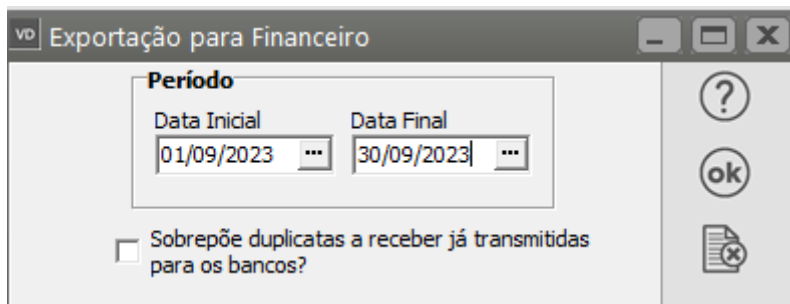 VD Exportação para Financeiro
Período
Data Inicial Data Final
01/09/2023 ... 30/09/2023 ...
Sobrepõe duplicatas a receber já transmitidas
para os bancos?
?
ok